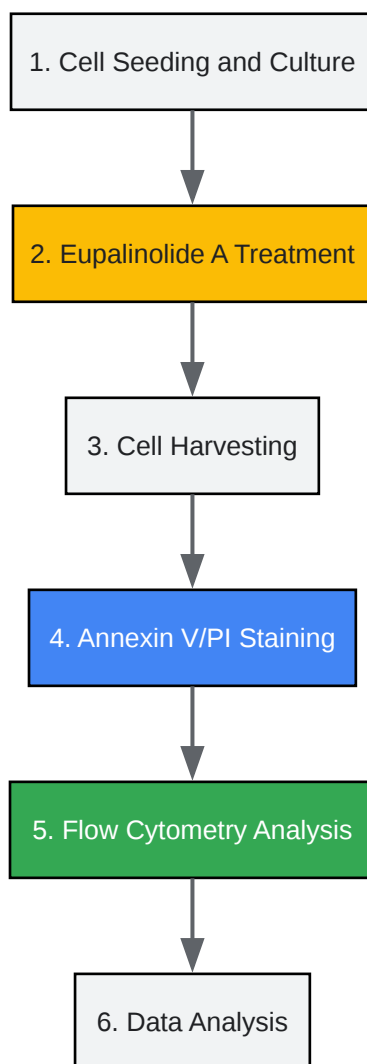 1. Cell Seeding and Culture
2. Eupalinolide A Treatment
3. Cell Harvesting
4. Annexin V/PI Staining
5. Flow Cytometry Analysis
6. Data Analysis